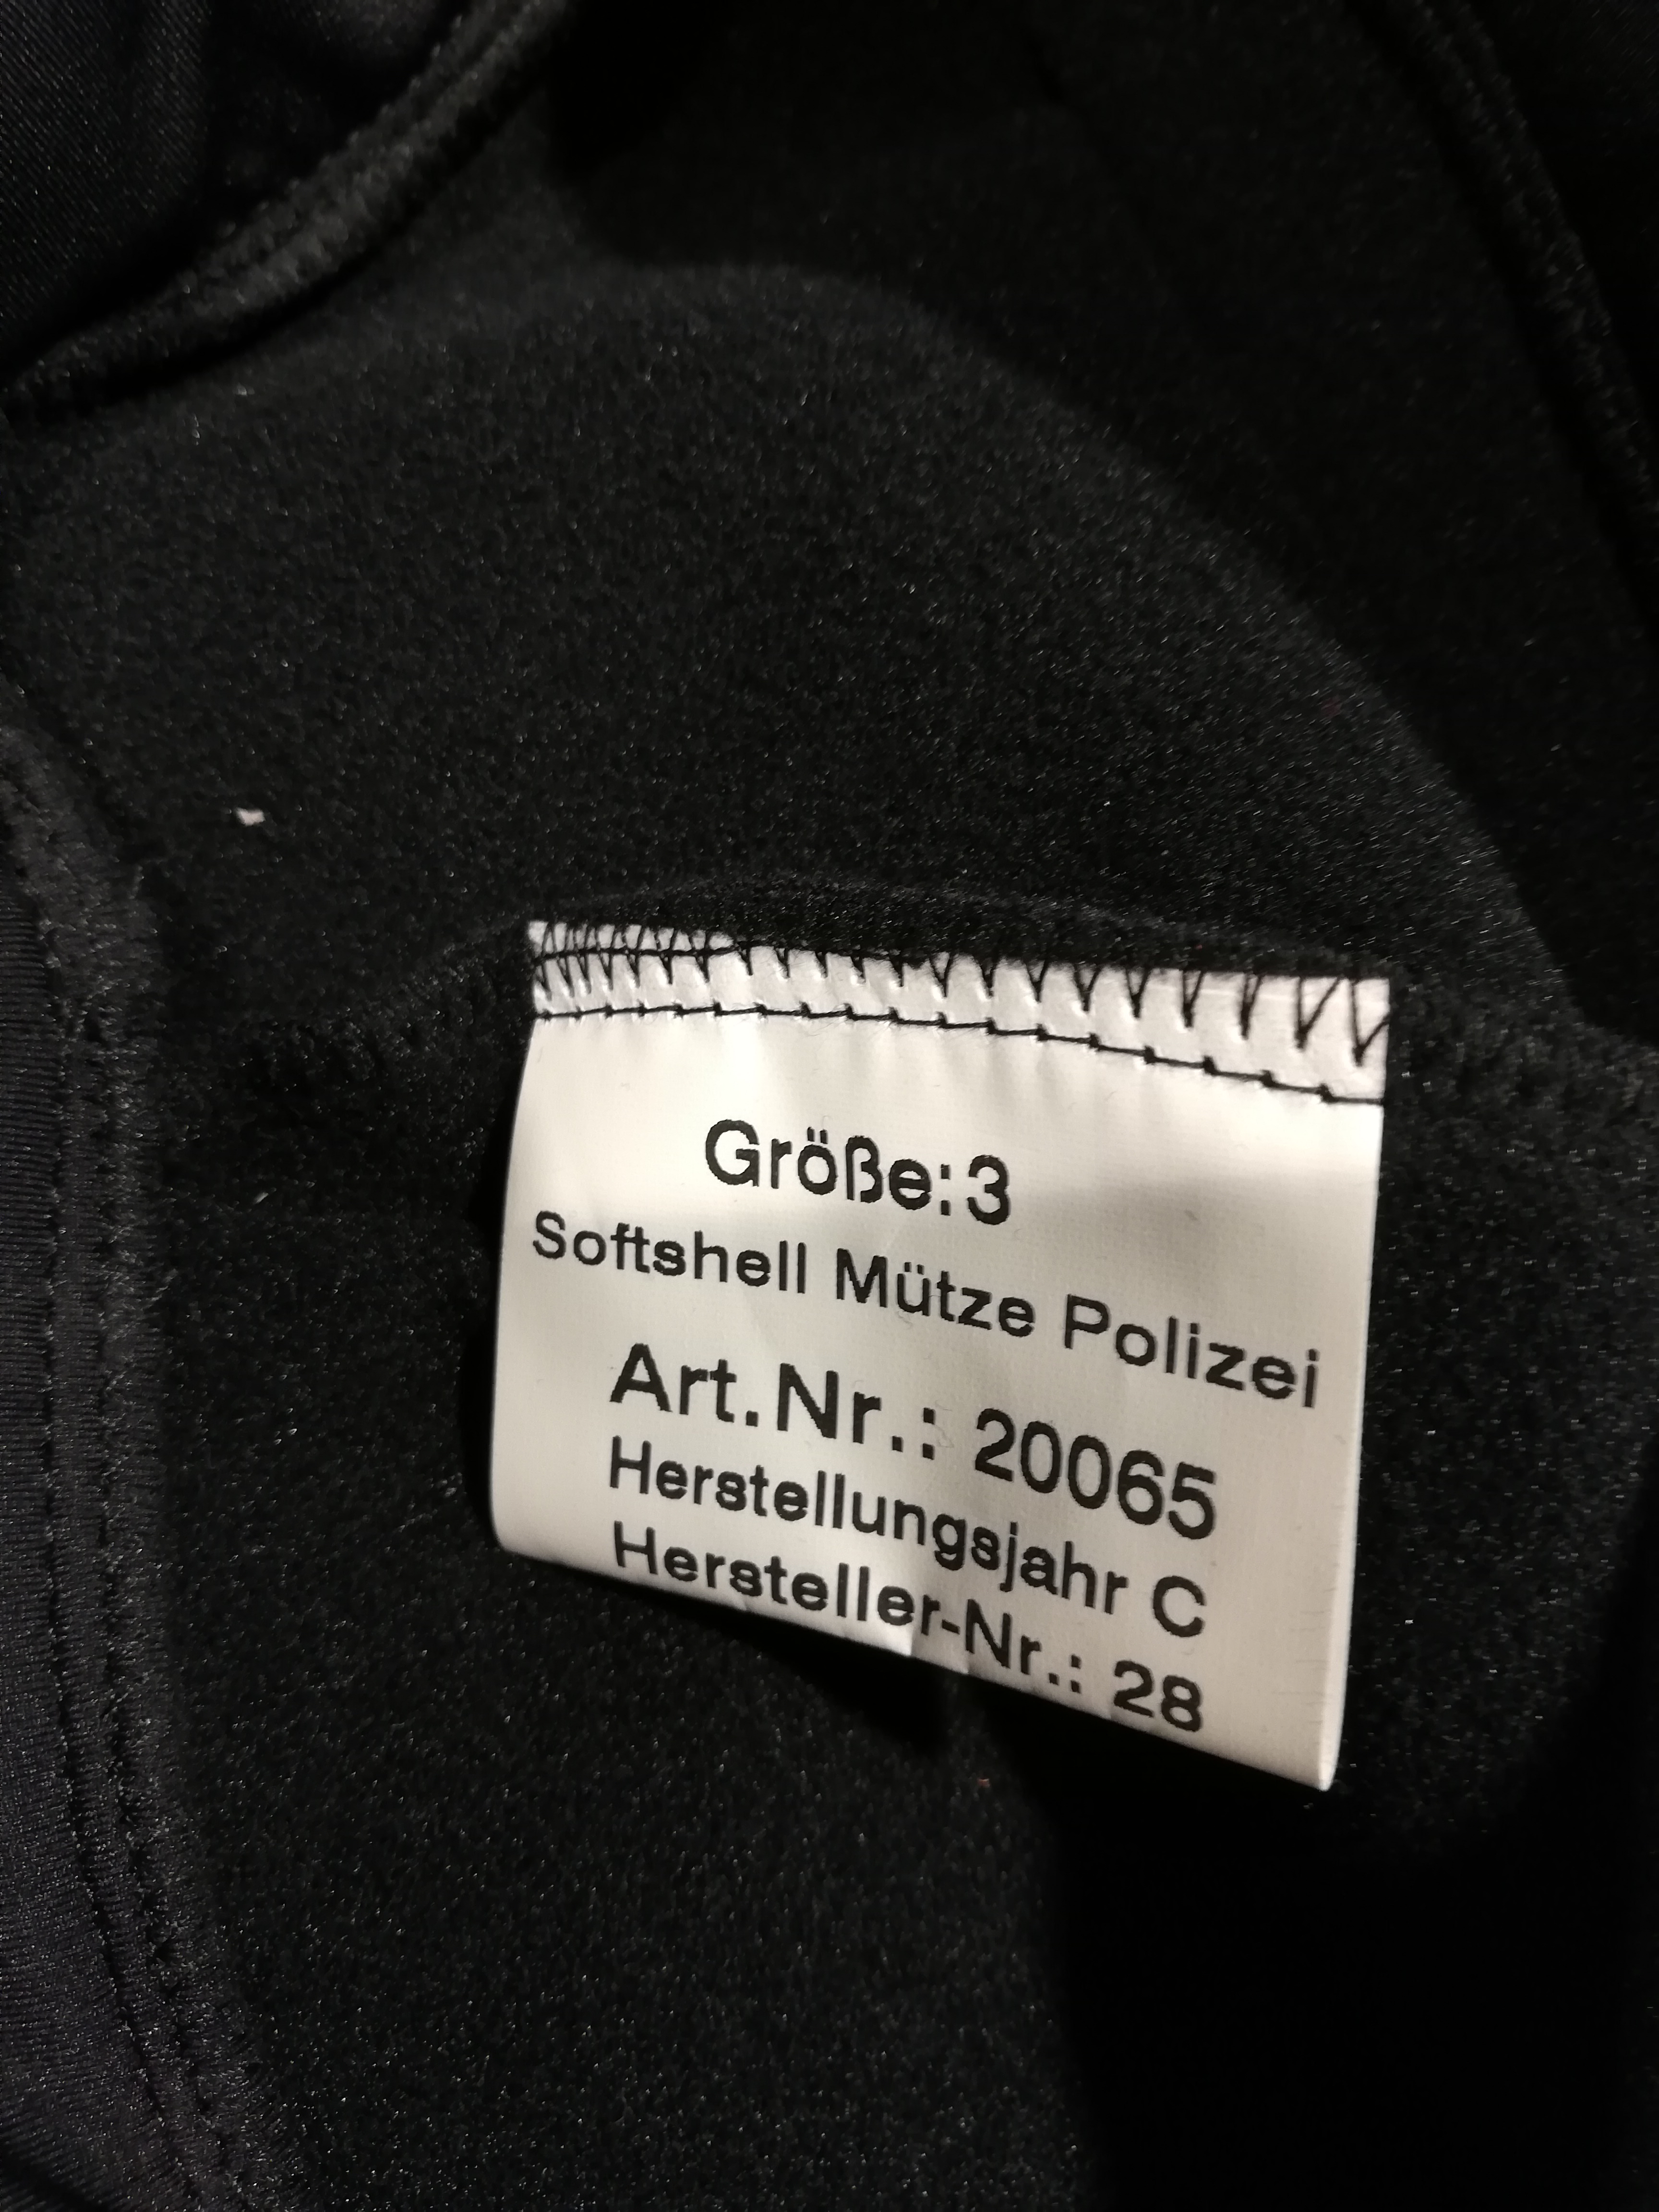 Größe:3
Softshell Mütze Polizei
Art.Nr.: 20065
Herstellungsjahr C
Hersteller-Nr.: 28